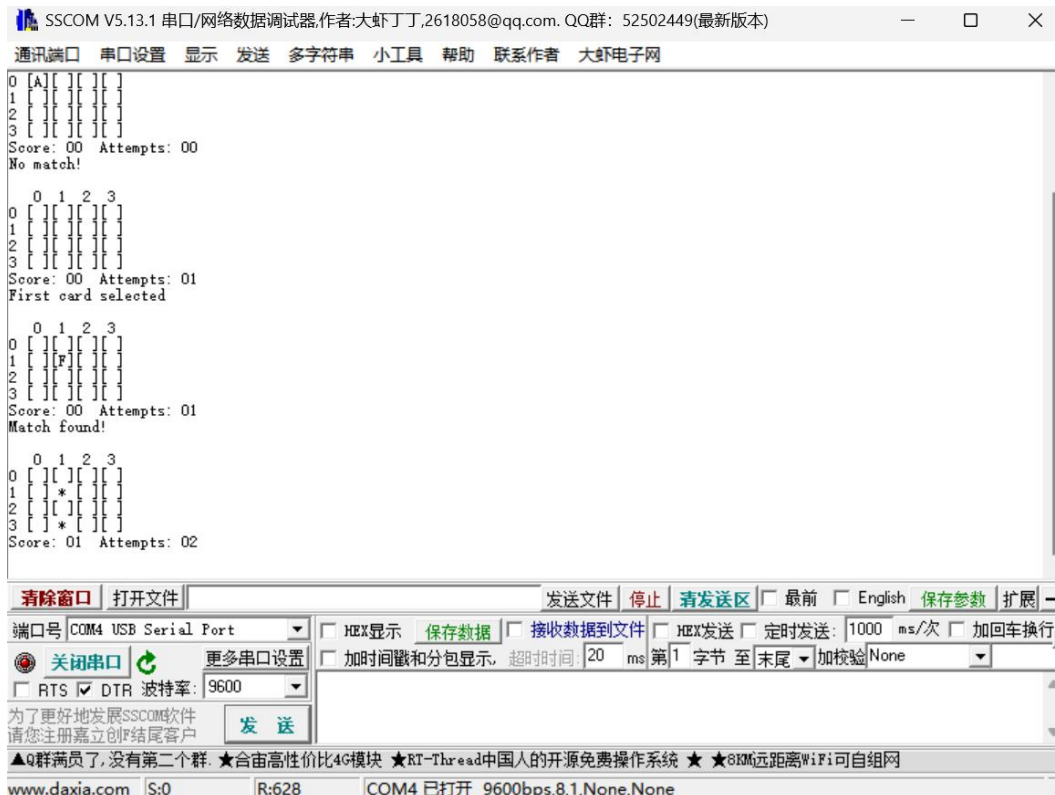 SSCOM V5.13.1 串口/网络数据调试器,作者:大虾丁丁,2618058@qq.com. QQ群: 52502449(最新版本)
通讯端口 串口设置 显示 发送 多字符串 小工具 帮助 联系作者 大虾电子网
0 [A][ ][ ][ ]
1 [ ][ ][ ][ ]
2 [ ][ ][ ][ ]
3 [ ][ ][ ][ ]
Score: 00 Attempts: 00
No match!
0 1 2 3
0 [ ][ ][ ][ ]
1 [ ][ ][ ][ ]
2 [ ][ ][ ][ ]
3 [ ][ ][ ][ ]
Score: 00 Attempts: 01
First card selected
0 1 2 3
0 [ ][ ][ ][ ]
1 [ ][F][ ][ ]
2 [ ][ ][ ][ ]
3 [ ][ ][ ][ ]
Score: 00 Attempts: 01
Match found!
0 1 2 3
0 [ ][ ][ ][ ]
1 [ ] * [ ][ ]
2 [ ][ ][ ][ ]
3 [ ] * [ ][ ]
Score: 01 Attempts: 02
清除窗口 打开文件 发送文件 停止 清发送区 最前 English 保存参数 扩展 —
端口号 COM4 USB Serial Port HEX显示 保存数据 接收数据到文件 HEX发送 定时发送: 1000 ms/次 加回车换行
关闭串口 更多串口设置 加时间戳和分包显示, 超时时间: 20 ms 第1 字节 至 末尾 加校验 None
RTS DTR 波特率: 9600
为了更好地发展SSCOM软件
请您注册嘉立创F结尾客户
发 送
▲Q群满员了,没有第二个群. ★合宙高性价比4G模块 ★RT-Thread中国人的开源免费操作系统 ★ ★8KM远距离WiFi可自组网
www.daxia.com S:0 R:628 COM4 已打开 9600bps,8,1,None,None